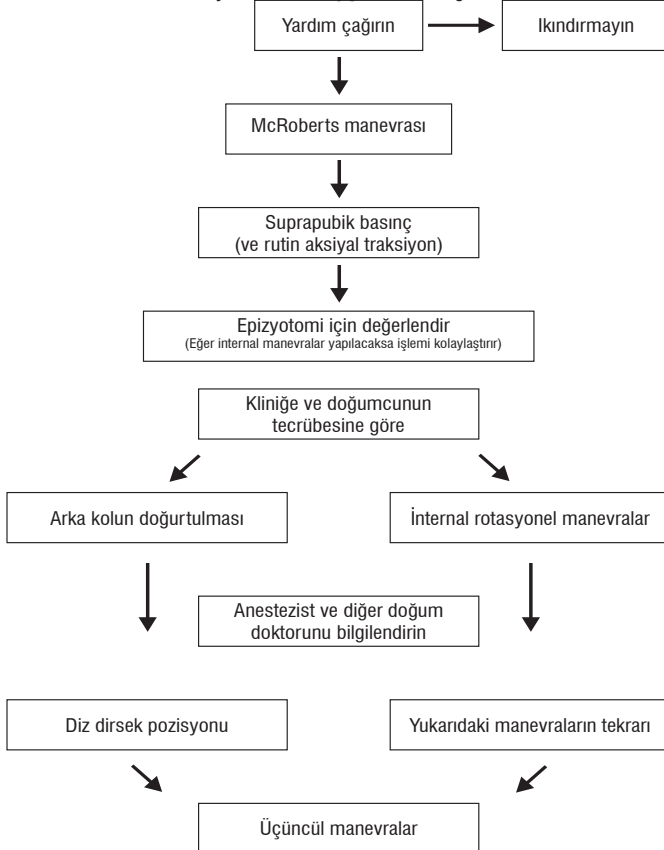 Yardım çağırın
Ikındırmayın
McRoberts manevrası
Suprapubik basınç
(ve rutin aksiyal traksiyon)
Epizyotomi için değerlendir
(Eğer internal manevralar yapılacaksa işlemi kolaylaştırır)
Kliniğe ve doğumcunun
tecrübesine göre
Arka kolun doğurtulması
İnternal rotasyonel manevralar
Anestezist ve diğer doğum
doktorunu bilgilendirin
Diz dirsek pozisyonu
Yukarıdaki manevraların tekrarı
Üçüncül manevralar